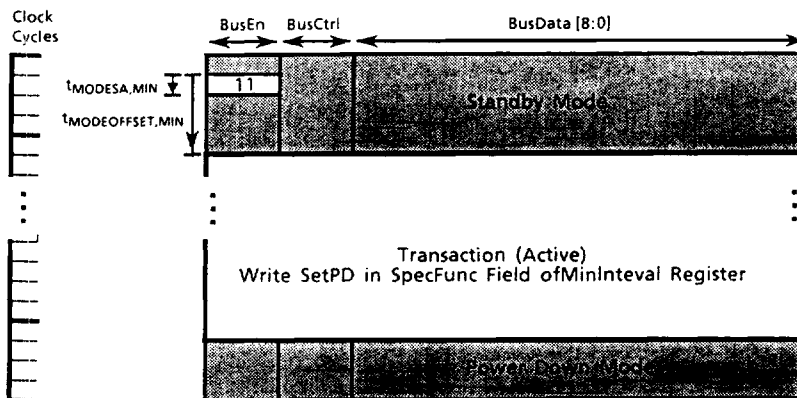 Clock
Cycles
BusEn
BusCtrl
BusData [8:0]
tMODESA,MIN
11
Standby Mode
tMODEOFFSET,MIN
Transaction (Active)
Write SetPD in SpecFunc Field ofMinInteval Register
Power Down Mode